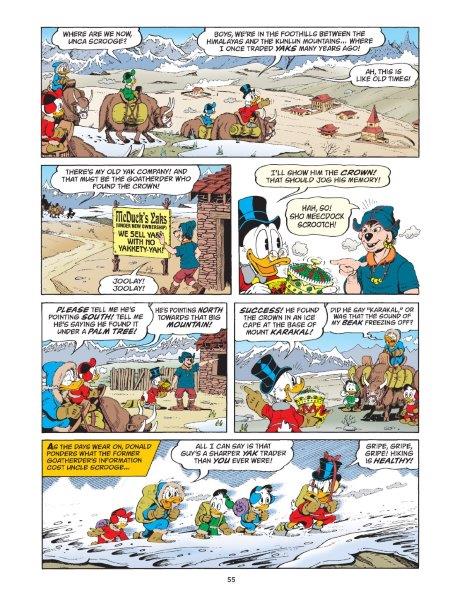 WHERE ARE WE NOW,
UNCA SCROOGE?
BOYS, WE'RE IN THE FOOTHILLS BETWEEN THE
HIMALAYAS AND THE KUNLUN MOUNTAINS... WHERE
I ONCE TRADED YAKS MANY YEARS AGO!
AH, THIS IS
LIKE OLD TIMES!
THERE'S MY OLD YAK COMPANY! AND
THAT MUST BE THE GOATHERDER WHO
FOUND THE CROWN!
McDuck's Yaks
(UNDER NEW OWNERSHIP)
WE SELL YAKS
WITH NO
YAKKETY-YAK!
JOOLAY!
JOOLAY!
I'LL SHOW HIM THE CROWN!
THAT SHOULD JOG HIS MEMORY!
HAH, SO!
SHO MEECDOCK
SCROOTCH!
PLEASE TELL ME HE'S
POINTING SOUTH! TELL ME
HE'S SAYING HE FOUND IT
UNDER A PALM TREE!
HE'S POINTING NORTH
TOWARDS THAT BIG
MOUNTAIN!
SUCCESS! HE FOUND
THE CROWN IN AN ICE
CAPE AT THE BASE OF
MOUNT KARAKAL!
DID HE SAY "KARAKAL," OR
WAS THAT THE SOUND OF
MY BEAK FREEZING OFF?
AS THE DAYS WEAR ON, DONALD
PONDERS WHAT THE FORMER
GOATHERDER'S INFORMATION
COST UNCLE SCROOGE...
ALL I CAN SAY IS THAT
GUY'S A SHARPER YAK TRADER
THAN YOU EVER WERE!
GRIPE, GRIPE,
GRIPE! HIKING
IS HEALTHY!
55